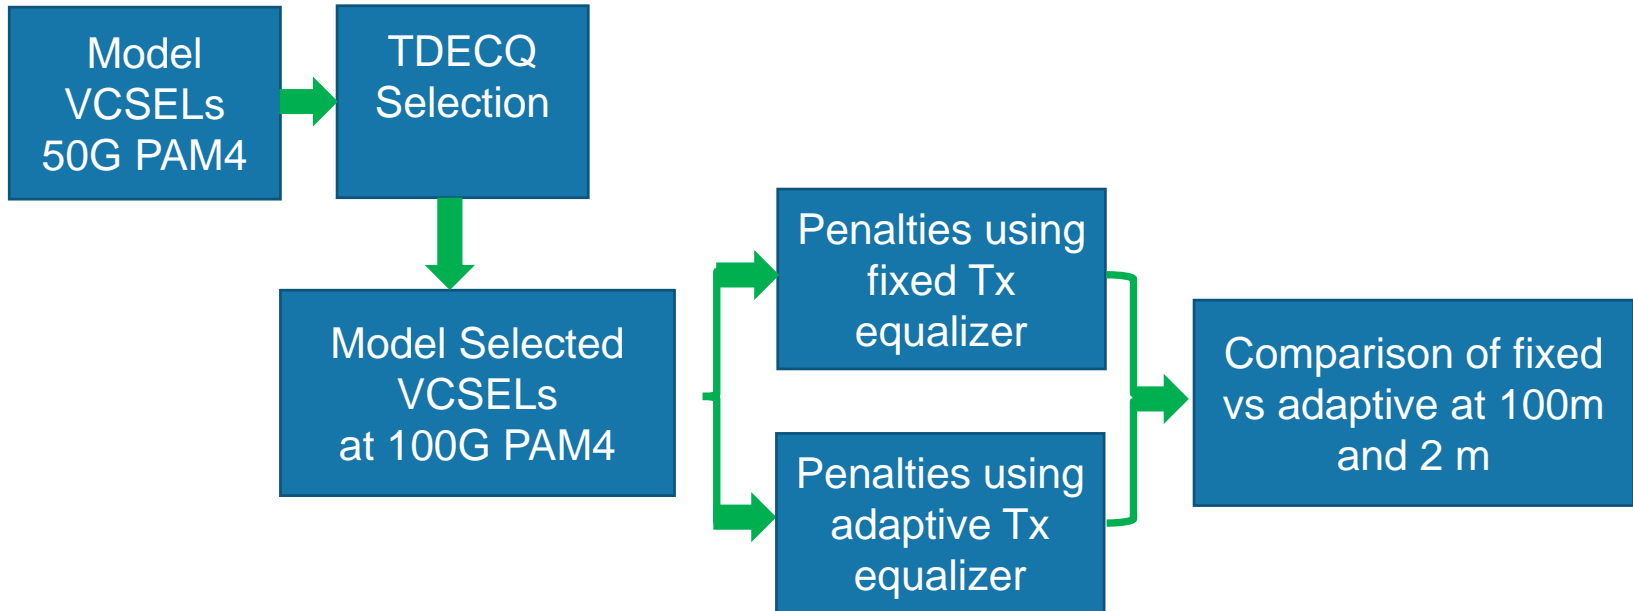 Model
VCSELs
50G PAM4
TDECQ
Selection
Model Selected
VCSELs
at 100G PAM4
Penalties using
fixed Tx
equalizer
Penalties using
adaptive Tx
equalizer
Comparison of fixed
vs adaptive at 100m
and 2 m